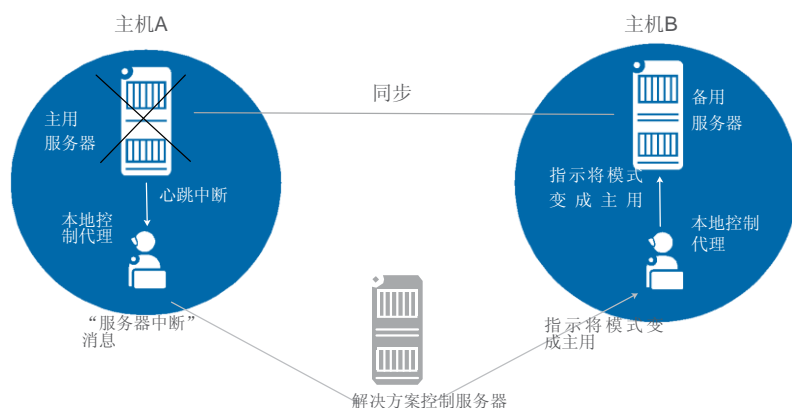 主机A
主机B
同步
主用
服务器
备用
服务器
心跳中断
指示将模式
变成主用
本地控
制代理
本地控制
代理
“服务器中断”
消息
指示将模式变
成主用
解决方案控制服务器